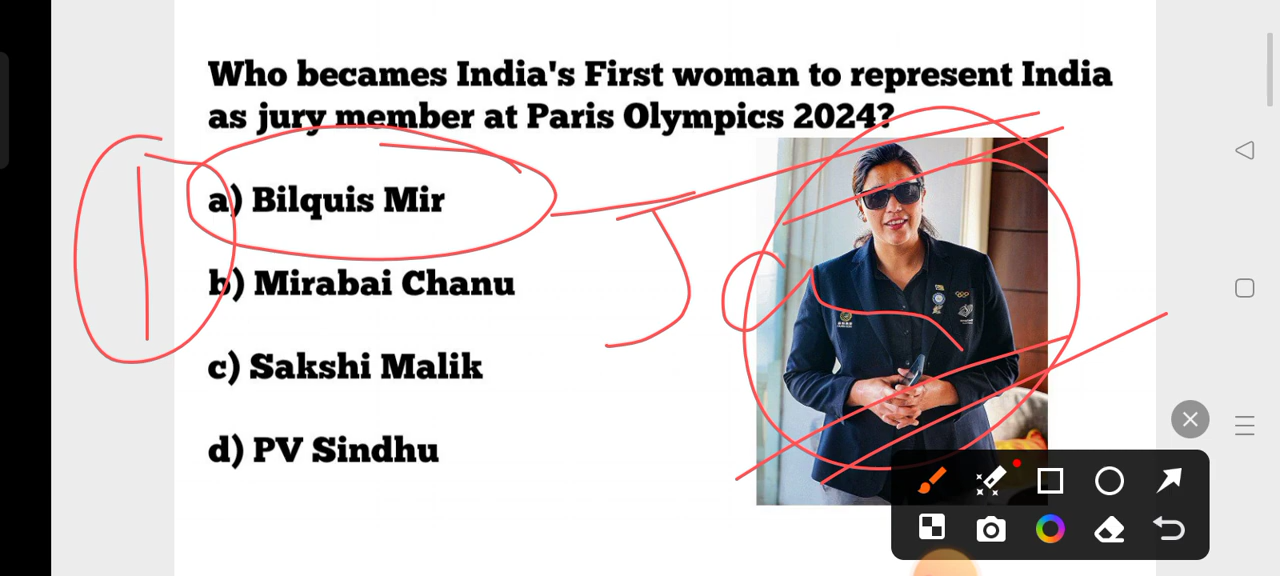 Who becames India's First woman to represent India
as jury member at Paris Olympics 2024?
a) Bilquis Mir
b) Mirabai Chanu
c) Sakshi Malik
d) PV Sindhu